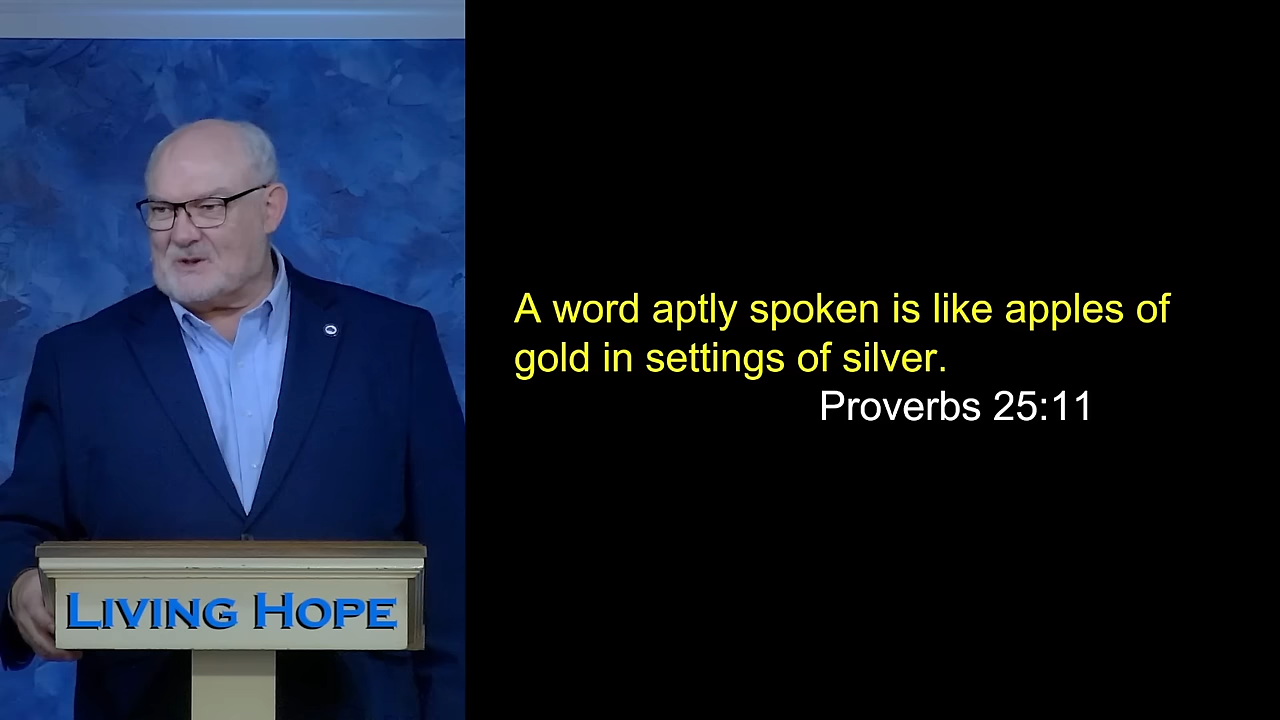 A word aptly spoken is like apples of
gold in settings of silver.
Proverbs 25:11
LIVING HOPE